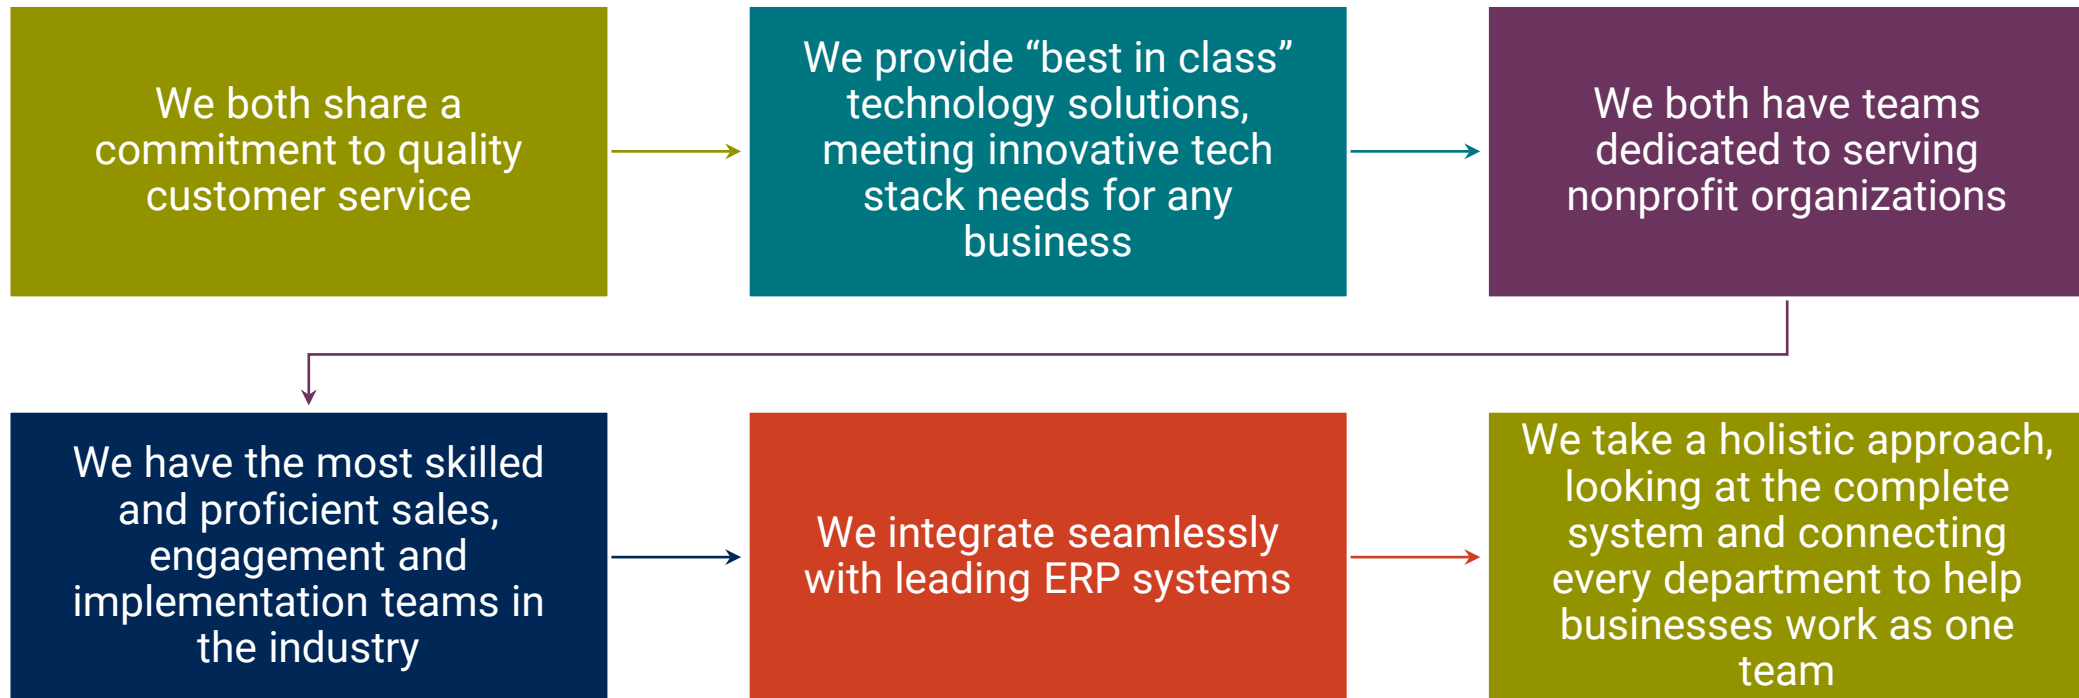 We both share a
commitment to quality
customer service
We provide “best in class”
technology solutions,
meeting innovative tech
stack needs for any
business
We both have teams
dedicated to serving
nonprofit organizations
We have the most skilled
and proficient sales,
engagement and
implementation teams in
the industry
We integrate seamlessly
with leading ERP systems
We take a holistic approach,
looking at the complete
system and connecting
every department to help
businesses work as one
team